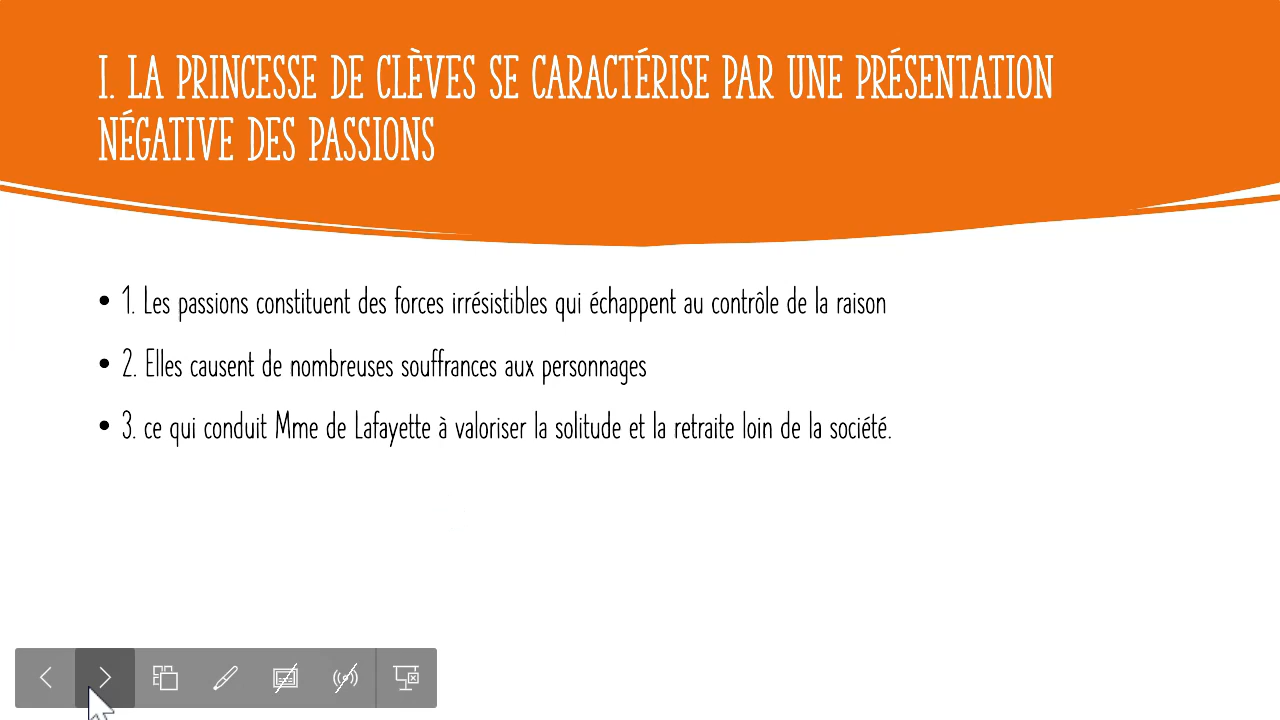 I. LA PRINCESSE DE CLÈVES SE CARACTÉRISE PAR UNE PRÉSENTATION
NÉGATIVE DES PASSIONS
• 1. Les passions constituent des forces irrésistibles qui échappent au contrôle de la raison
• 2. Elles causent de nombreuses souffrances aux personnages
• 3. ce qui conduit Mme de Lafayette à valoriser la solitude et la retraite loin de la société.